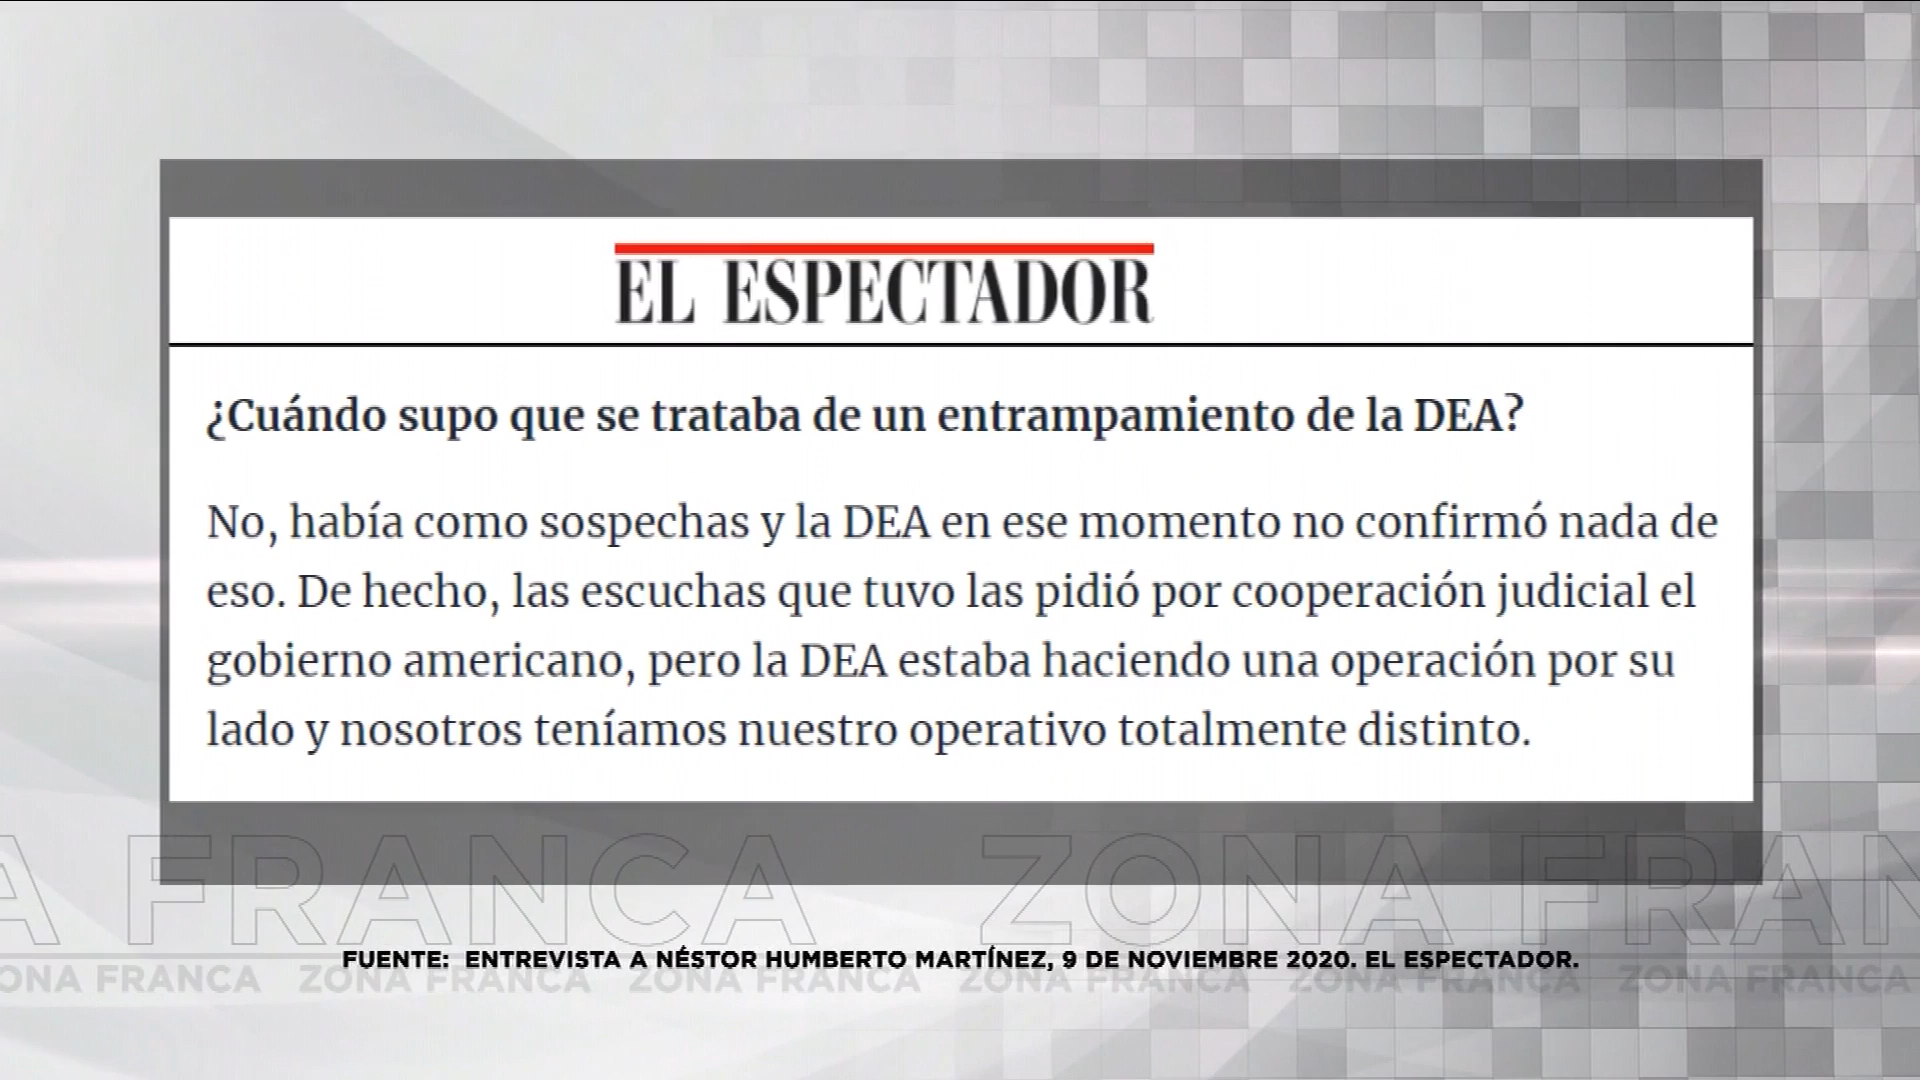 EL ESPECTADOR
¿Cuándo supo que se trataba de un entrampamiento de la DEA?
No, había como sospechas y la DEA en ese momento no confirmó nada de
eso. De hecho, las escuchas que tuvo las pidió por cooperación judicial el
gobierno americano, pero la DEA estaba haciendo una operación por su
lado y nosotros teníamos nuestro operativo totalmente distinto.
A FRANCA ZONA FRAN
FUENTE: ENTREVISTA A NÉSTOR HUMBERTO MARTÍNEZ, 9 DE NOVIEMBRE 2020. EL ESPECTADOR.
ONA FRANCA ZONA FRANCA ZONA FRANCA ZONA FRANCA ZONA FRANCA ZONA FRANCA